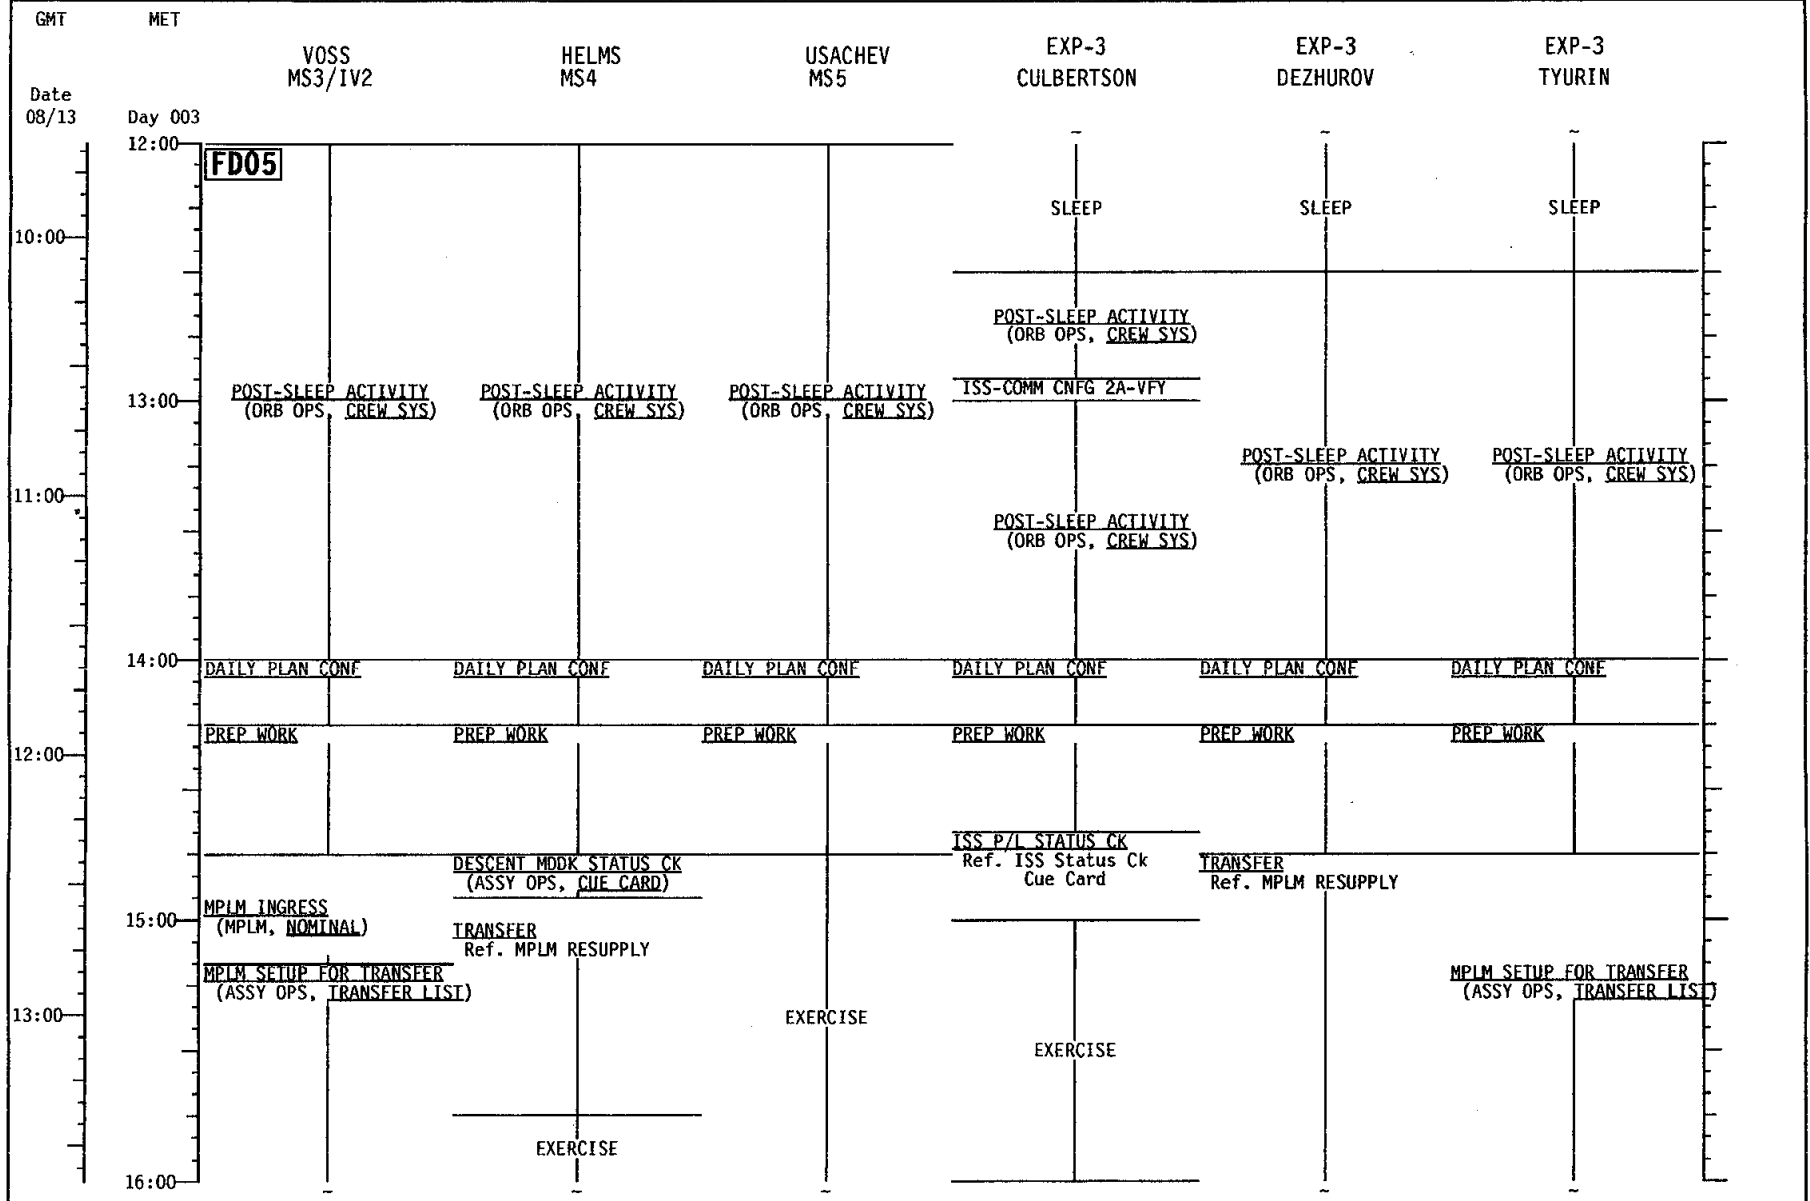 GMT MET
VOSS HELMS USACHEV EXP-3 EXP-3 EXP-3
MS3/IV2 MS4 MS5 CULBERTSON DEZHUROV TYURIN
Date
08/13 Day 003
~ ~ ~
12:00
FD05
SLEEP SLEEP SLEEP
10:00
POST-SLEEP ACTIVITY
(ORB OPS, CREW SYS)
ISS-COMM CNFG 2A-VFY
POST-SLEEP ACTIVITY POST-SLEEP ACTIVITY POST-SLEEP ACTIVITY
13:00
(ORB OPS, CREW SYS) (ORB OPS, CREW SYS) (ORB OPS, CREW SYS)
POST-SLEEP ACTIVITY POST-SLEEP ACTIVITY
(ORB OPS, CREW SYS) (ORB OPS, CREW SYS)
11:00
POST-SLEEP ACTIVITY
(ORB OPS, CREW SYS)
14:00
DAILY PLAN CONF DAILY PLAN CONF DAILY PLAN CONF DAILY PLAN CONF DAILY PLAN CONF DAILY PLAN CONF
PREP WORK PREP WORK PREP WORK PREP WORK PREP WORK PREP WORK
12:00
ISS P/L STATUS CK
Ref. ISS Status Ck
Cue Card
DESCENT MDDK STATUS CK
(ASSY OPS, CUE CARD)
TRANSFER
Ref. MPLM RESUPPLY
MPLM INGRESS
(MPLM, NOMINAL)
15:00
TRANSFER
Ref. MPLM RESUPPLY
MPLM SETUP FOR TRANSFER MPLM SETUP FOR TRANSFER
(ASSY OPS, TRANSFER LIST) (ASSY OPS, TRANSFER LIST)
13:00
EXERCISE
EXERCISE
EXERCISE
16:00
~ ~ ~ ~ ~